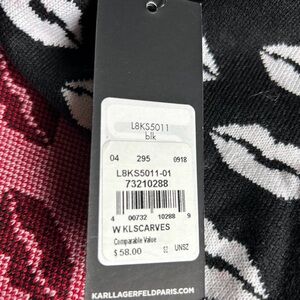 L8KS5011
blk
04 295 0918
L8KS5011-01
73210288
4 00732 10288 9
W KLSCARVES
Comparable Value
$58.00 UNSZ
KARLLAGERFELDPARIS.COM